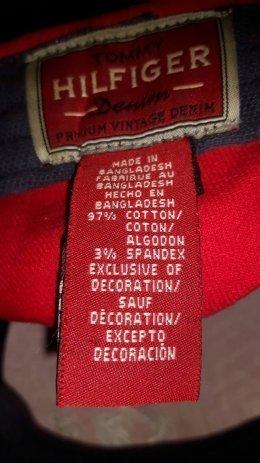 TOMMY
HILFIGER
Denim
PREMIUM VINTAGE DENIM
MADE IN
BANGLADESH
FABRIQUE AU
BANGLADESH
HECHO EN
BANGLADESH
97% COTTON/
COTON/
ALGODON
3% SPANDEX
EXCLUSIVE OF
DECORATION/
SAUF
DÉCORATION/
EXCEPTO
DECORACIÓN